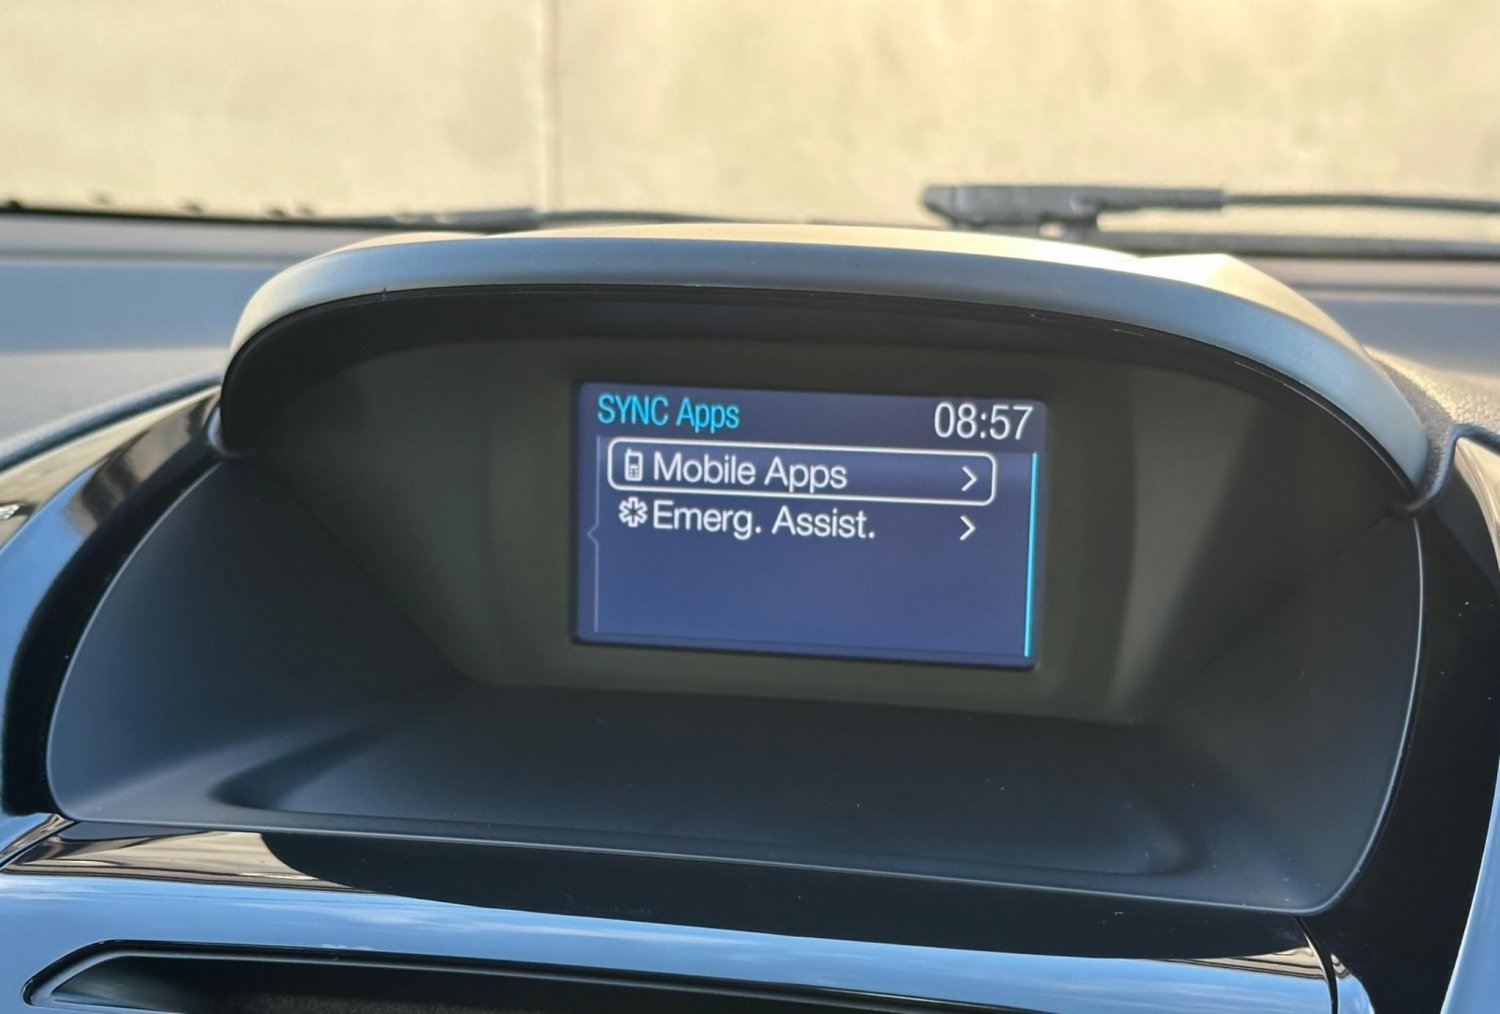 SYNC Apps 08:57
Mobile Apps
Emerg. Assist.